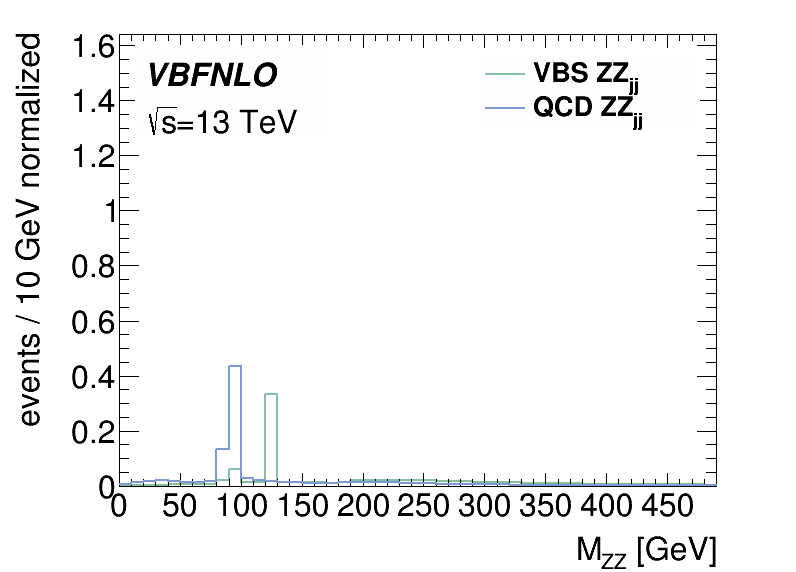 events / 10 GeV normalized
1.6
1.4
1.2
1
0.8
0.6
0.4
0.2
0
VBFNLO
√s=13 TeV
VBS ZZjj
QCD ZZjj
0 50 100 150 200 250 300 350 400 450
MZZ [GeV]